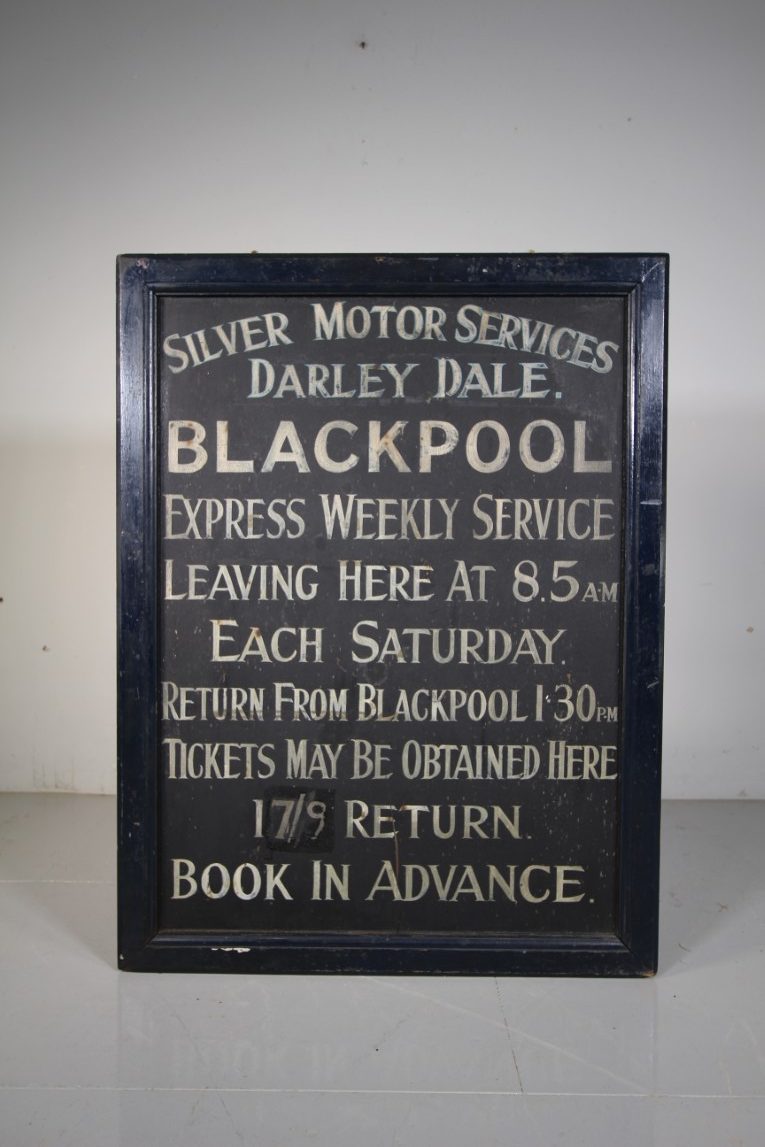 SILVER MOTOR SERVICES
DARLEY DALE.
BLACKPOOL
EXPRESS WEEKLY SERVICE
LEAVING HERE AT 8.5 A·M
EACH SATURDAY.
RETURN FROM BLACKPOOL 1·30 P.M
TICKETS MAY BE OBTAINED HERE
17/9 RETURN.
BOOK IN ADVANCE.